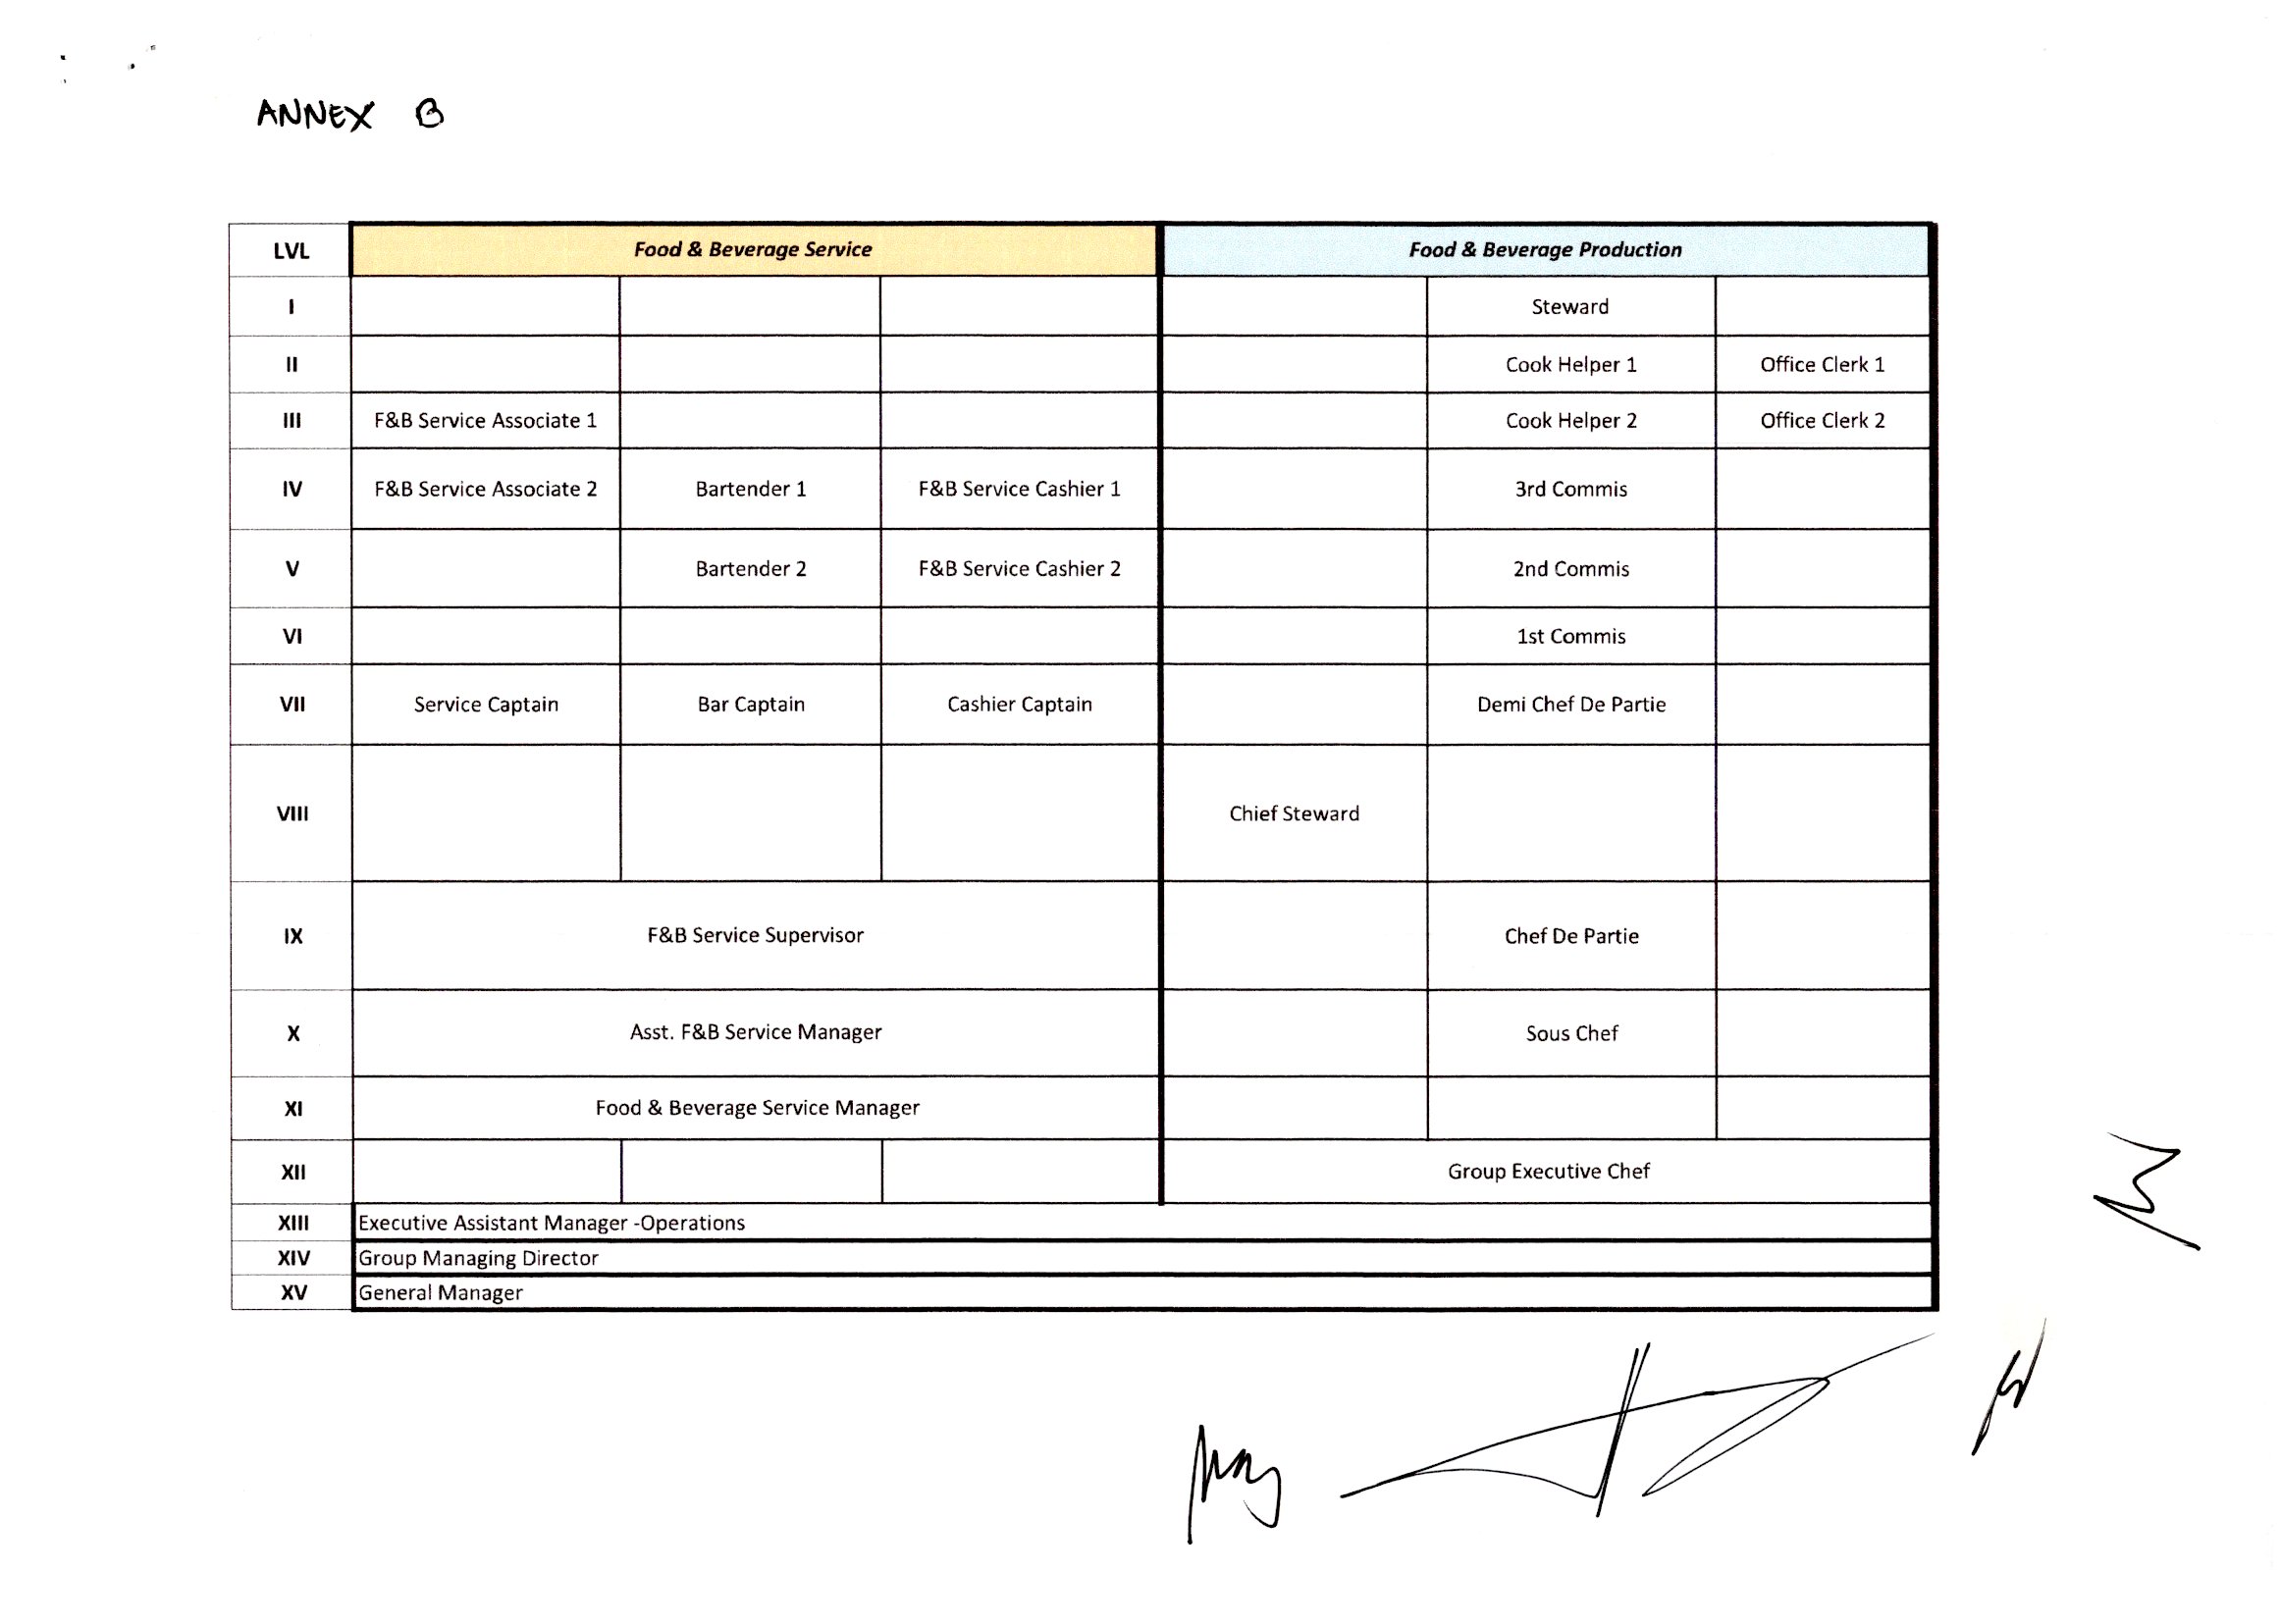 ANNEX B
LVL Food & Beverage Service Food & Beverage Production
I Steward
II Cook Helper 1 Office Clerk 1
III F&B Service Associate 1 Cook Helper 2 Office Clerk 2
IV F&B Service Associate 2 Bartender 1 F&B Service Cashier 1 3rd Commis
V Bartender 2 F&B Service Cashier 2 2nd Commis
VI 1st Commis
VII Service Captain Bar Captain Cashier Captain Demi Chef De Partie
VIII Chief Steward
IX F&B Service Supervisor Chef De Partie
X Asst. F&B Service Manager Sous Chef
XI Food & Beverage Service Manager
XII Group Executive Chef
XIII Executive Assistant Manager -Operations
XIV Group Managing Director
XV General Manager